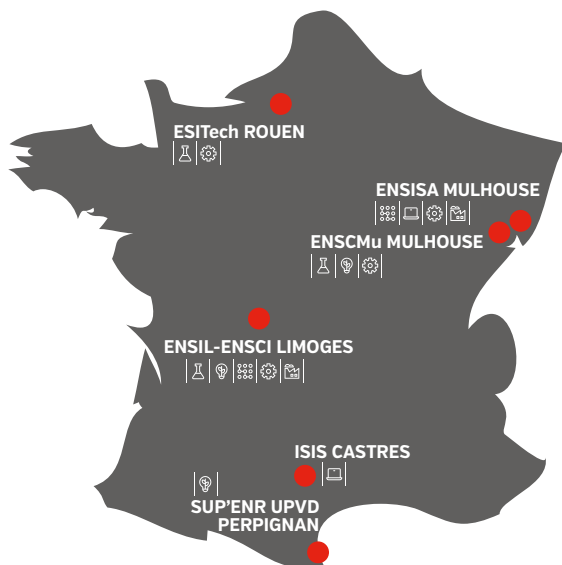 ESITech ROUEN
ENSISA MULHOUSE
ENSCMu MULHOUSE
ENSIL-ENSCI LIMOGES
ISIS CASTRES
SUP'ENR UPVD
PERPIGNAN